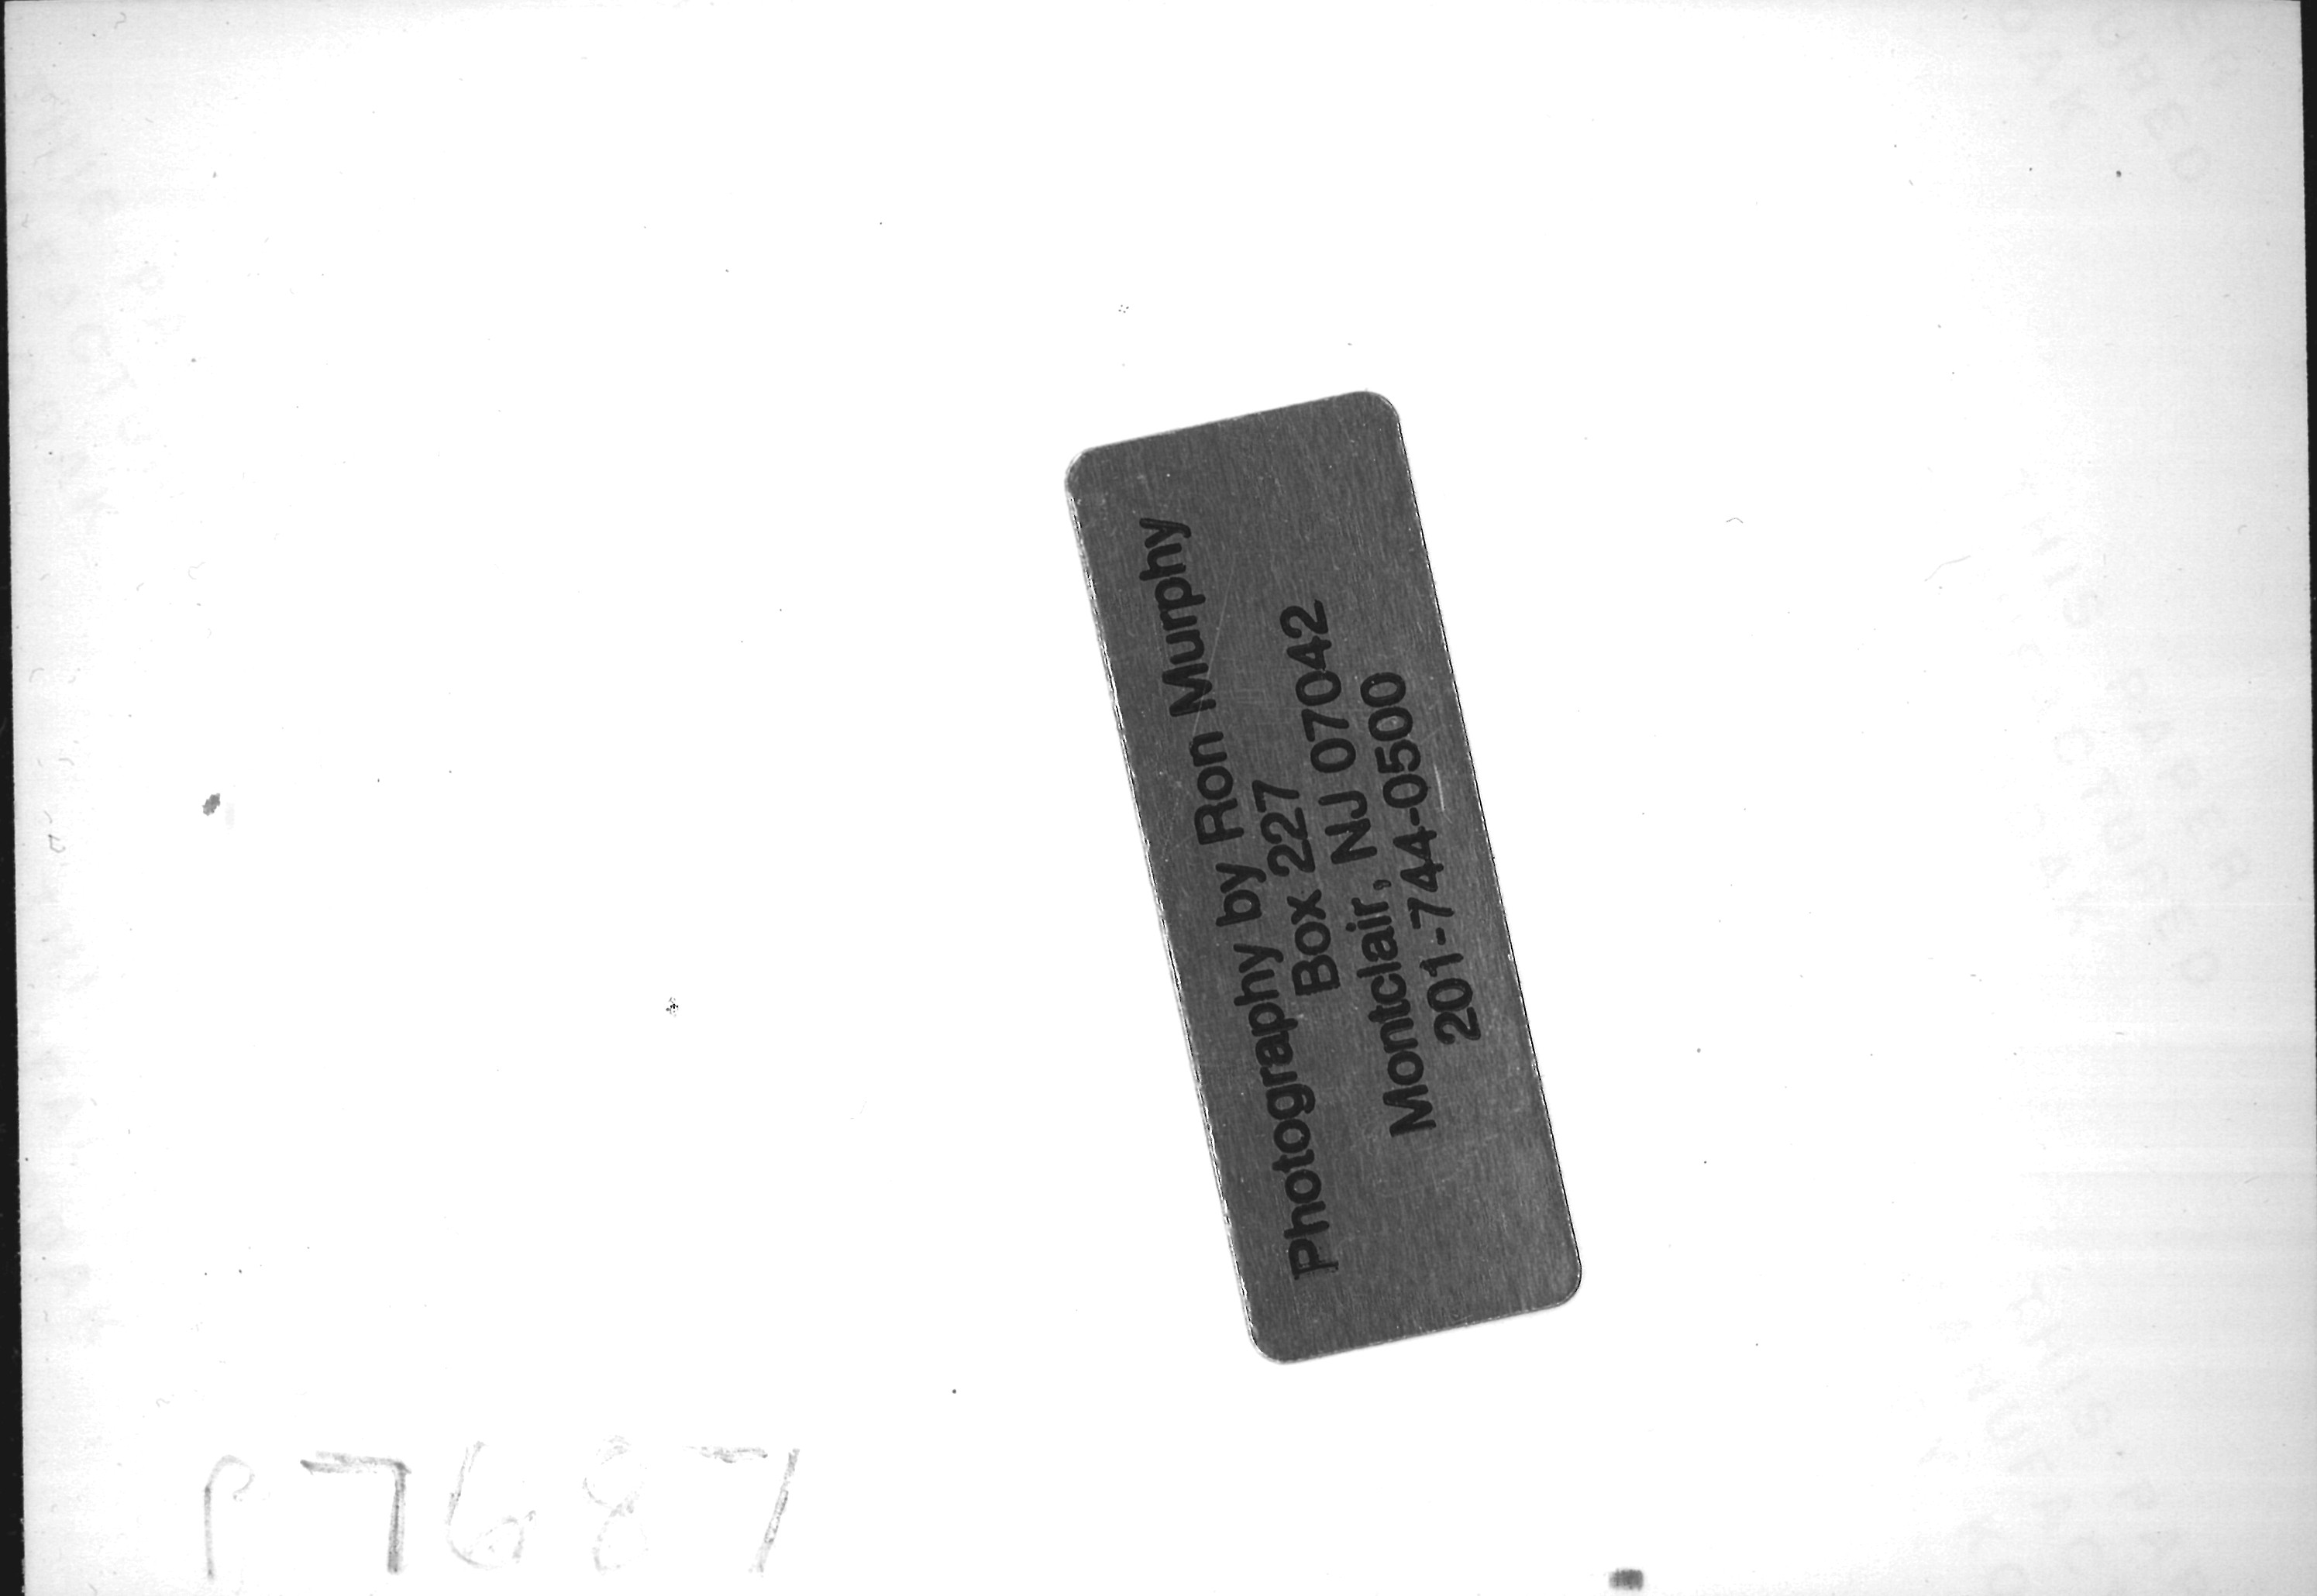 Photography by Ron Murphy
Box 227
Montclair, NJ 07042
201-744-0500
P7687